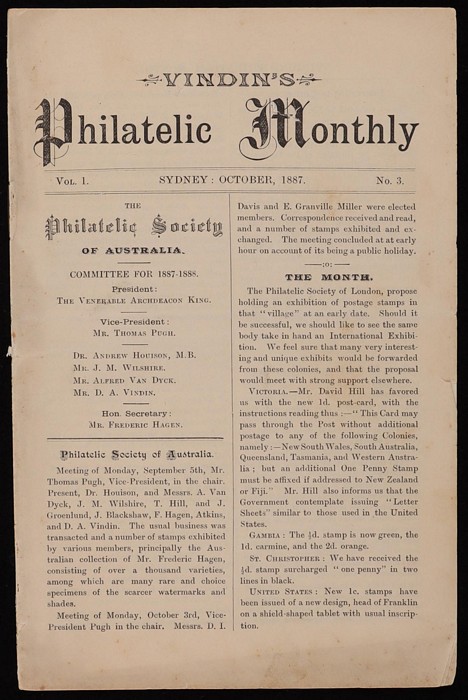 VINDIN'S
Philatelic Monthly
VOL. 1. SYDNEY: OCTOBER, 1887. No. 3.
THE
Philatelic Society
OF AUSTRALIA.
COMMITTEE FOR 1887-1888.
President:
THE VENERABLE ARCHDEACON KING.
Vice-President:
MR. THOMAS PUGH.
DR. ANDREW HOUISON, M.B.
MR. J. M. WILSHIRE.
MR. ALFRED VAN DYCK.
MR. D. A. VINDIN.
Hon. Secretary:
MR. FREDERIC HAGEN.
Philatelic Society of Australia.
Meeting of Monday, September 5th, Mr.
Thomas Pugh, Vice-President, in the chair.
Present, Dr. Houison, and Messrs. A. Van
Dyck, J. M. Wilshire, T. Hill, and J.
Groenlund, J. Blackshaw, F. Hagen, Atkins,
and D. A. Vindin. The usual business was
transacted and a number of stamps exhibited
by various members, principally the Aus-
tralian collection of Mr. Frederic Hagen,
consisting of over a thousand varieties,
among which are many rare and choice
specimens of the scarcer watermarks and
shades.
Meeting of Monday, October 3rd, Vice-
President Pugh in the chair. Messrs. D. I.
Davis and E. Granville Miller were elected
members. Correspondence received and read,
and a number of stamps exhibited and ex-
changed. The meeting concluded at at early
hour on account of its being a public holiday.
:o:
THE MONTH.
The Philatelic Society of London, propose
holding an exhibition of postage stamps in
that "village" at an early date. Should it
be successful, we should like to see the same
body take in hand an International Exhibi-
tion. We feel sure that many very interest-
ing and unique exhibits would be forwarded
from these colonies, and that the proposal
would meet with strong support elsewhere.
VICTORIA.—Mr. David Hill has favored
us with the new 1d. post-card, with the
instructions reading thus :—"This Card may
pass through the Post without additional
postage to any of the following Colonies,
namely:—New South Wales, South Australia,
Queensland, Tasmania, and Western Austra-
lia; but an additional One Penny Stamp
must be affixed if addressed to New Zealand
or Fiji." Mr. Hill also informs us that the
Government contemplate issuing "Letter
Sheets" similar to those used in the United
States.
GAMBIA: The ½d. stamp is now green, the
1d. carmine, and the 2d. orange.
ST. CHRISTOPHER: We have received the
½d. stamp surcharged "one penny" in two
lines in black.
UNITED STATES: New 1c. stamps have
been issued of a new design, head of Franklin
on a shield-shaped tablet with usual inscrip-
tion.